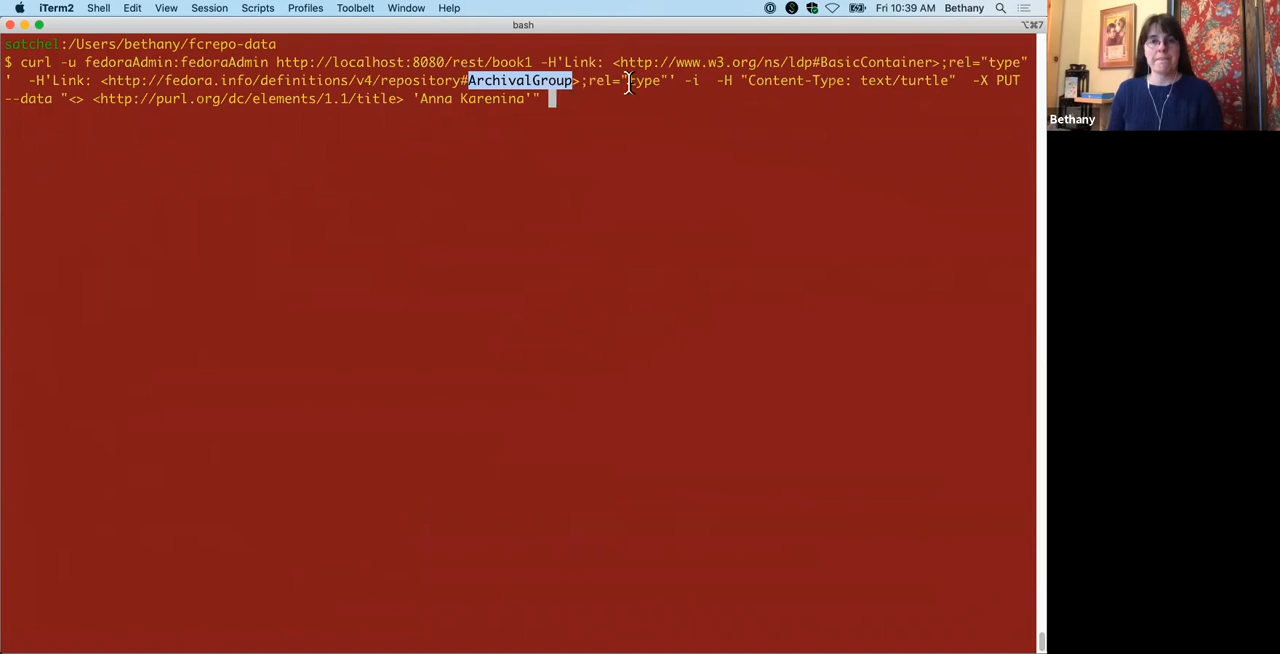 iTerm2 Shell Edit View Session Scripts Profiles Toolbelt Window Help Fri 10:39 AM Bethany
bash ⌥⌘7
satchel:/Users/bethany/fcrepo-data
$ curl -u fedoraAdmin:fedoraAdmin http://localhost:8080/rest/book1 -H'Link: <http://www.w3.org/ns/ldp#BasicContainer>;rel="type"
'  -H'Link: <http://fedora.info/definitions/v4/repository#ArchivalGroup>;rel="type"' -i  -H "Content-Type: text/turtle"  -X PUT
--data "<> <http://purl.org/dc/elements/1.1/title> 'Anna Karenina'"
Bethany